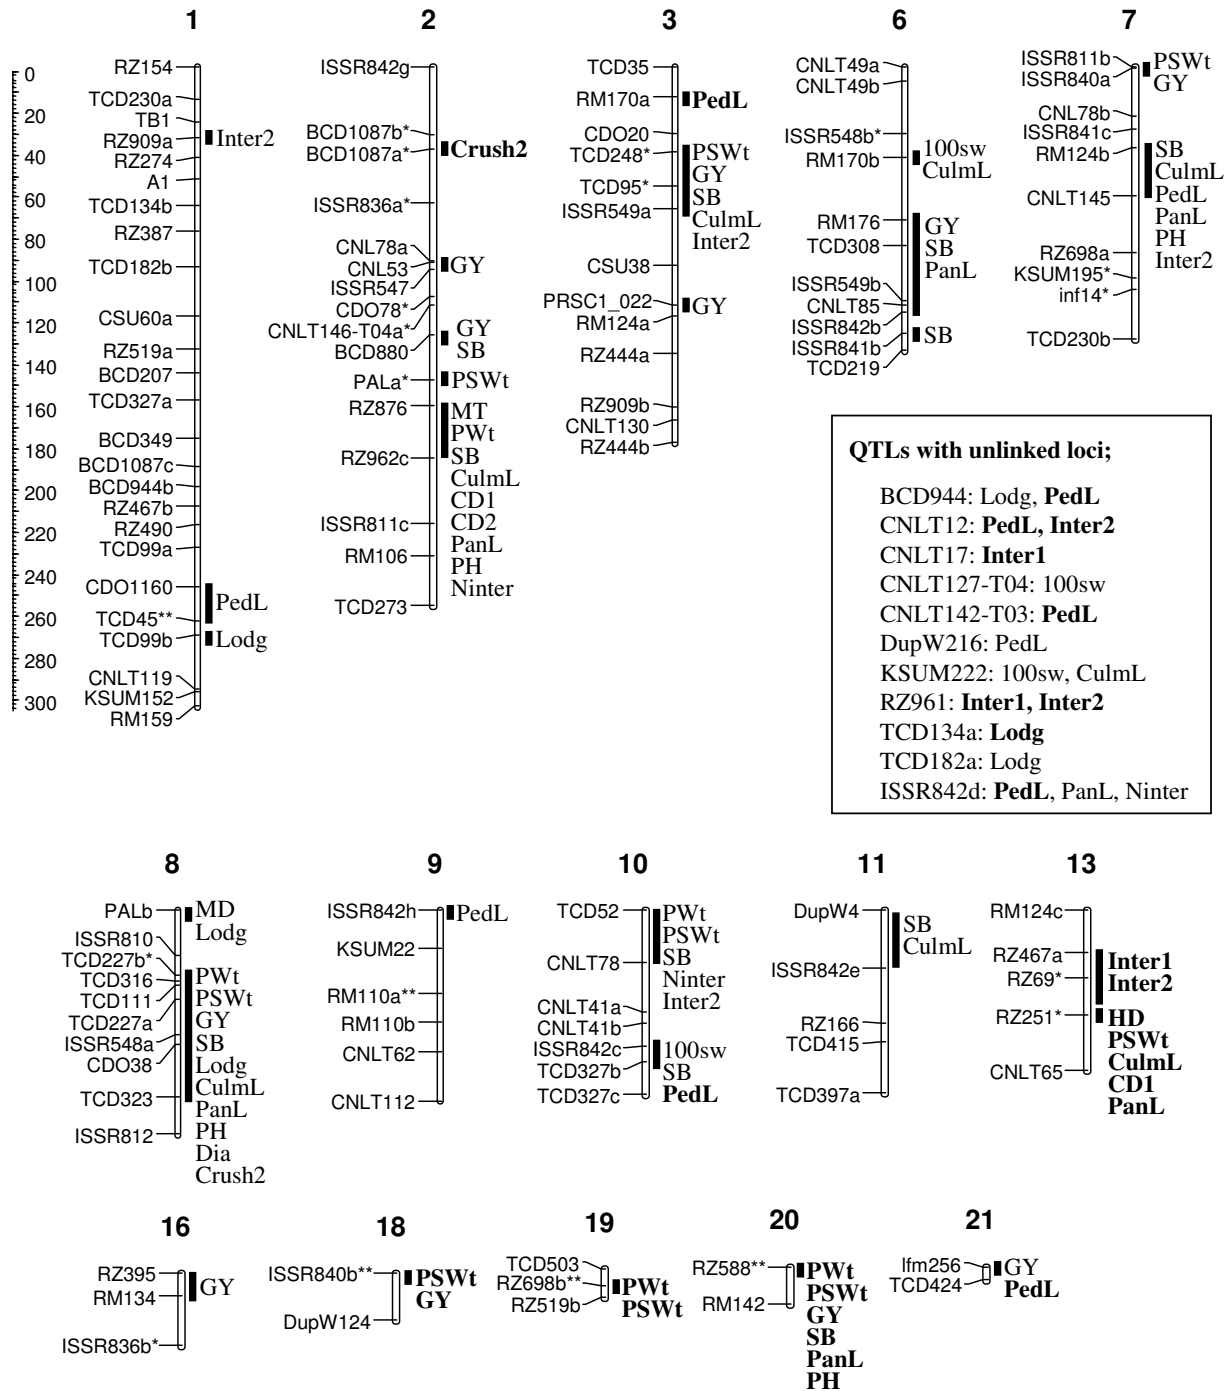 1
2
3
6
7
0
20
40
60
80
100
120
140
160
180
200
220
240
260
280
300
RZ154
TCD230a
TB1
RZ909a
RZ274
A1
TCD134b
RZ387
TCD182b
CSU60a
RZ519a
BCD207
TCD327a
BCD349
BCD1087c
BCD944b
RZ467b
RZ490
TCD99a
CDO1160
TCD45**
TCD99b
CNLT119
KSUM152
RM159
Inter2
PedL
Lodg
ISSR842g
BCD1087b*
BCD1087a*
ISSR836a*
CNL78a
CNL53
ISSR547
CDO78*
CNLT146-T04a*
BCD880
PALa*
RZ876
RZ962c
ISSR811c
RM106
TCD273
Crush2
GY
GY
SB
PSWt
MT
PWt
SB
CulmL
CD1
CD2
PanL
PH
Ninter
TCD35
RM170a
CDO20
TCD248*
TCD95*
ISSR549a
CSU38
PRSC1_022
RM124a
RZ444a
RZ909b
CNLT130
RZ444b
PedL
PSWt
GY
SB
CulmL
Inter2
GY
CNLT49a
CNLT49b
ISSR548b*
RM170b
RM176
TCD308
ISSR549b
CNLT85
ISSR842b
ISSR841b
TCD219
100sw
CulmL
GY
SB
PanL
SB
ISSR811b
ISSR840a
CNL78b
ISSR841c
RM124b
CNLT145
RZ698a
KSUM195*
inf14*
TCD230b
PSWt
GY
SB
CulmL
PedL
PanL
PH
Inter2
QTLs with unlinked loci;
BCD944: Lodg, PedL
CNLT12: PedL, Inter2
CNLT17: Inter1
CNLT127-T04: 100sw
CNLT142-T03: PedL
DupW216: PedL
KSUM222: 100sw, CulmL
RZ961: Inter1, Inter2
TCD134a: Lodg
TCD182a: Lodg
ISSR842d: PedL, PanL, Ninter
8
9
10
11
13
PALb
ISSR810
TCD227b*
TCD316
TCD111
TCD227a
ISSR548a
CDO38
TCD323
ISSR812
MD
Lodg
PWt
PSWt
GY
SB
Lodg
CulmL
PanL
PH
Dia
Crush2
ISSR842h
KSUM22
RM110a**
RM110b
CNLT62
CNLT112
PedL
TCD52
CNLT78
CNLT41a
CNLT41b
ISSR842c
TCD327b
TCD327c
PWt
PSWt
SB
Ninter
Inter2
100sw
SB
PedL
DupW4
ISSR842e
RZ166
TCD415
TCD397a
SB
CulmL
RM124c
RZ467a
RZ69*
RZ251*
CNLT65
Inter1
Inter2
HD
PSWt
CulmL
CD1
PanL
16
18
19
20
21
RZ395
RM134
ISSR836b*
GY
ISSR840b**
DupW124
PSWt
GY
TCD503
RZ698b**
RZ519b
PWt
PSWt
RZ588**
RM142
PWt
PSWt
GY
SB
PanL
PH
Ifm256
TCD424
GY
PedL